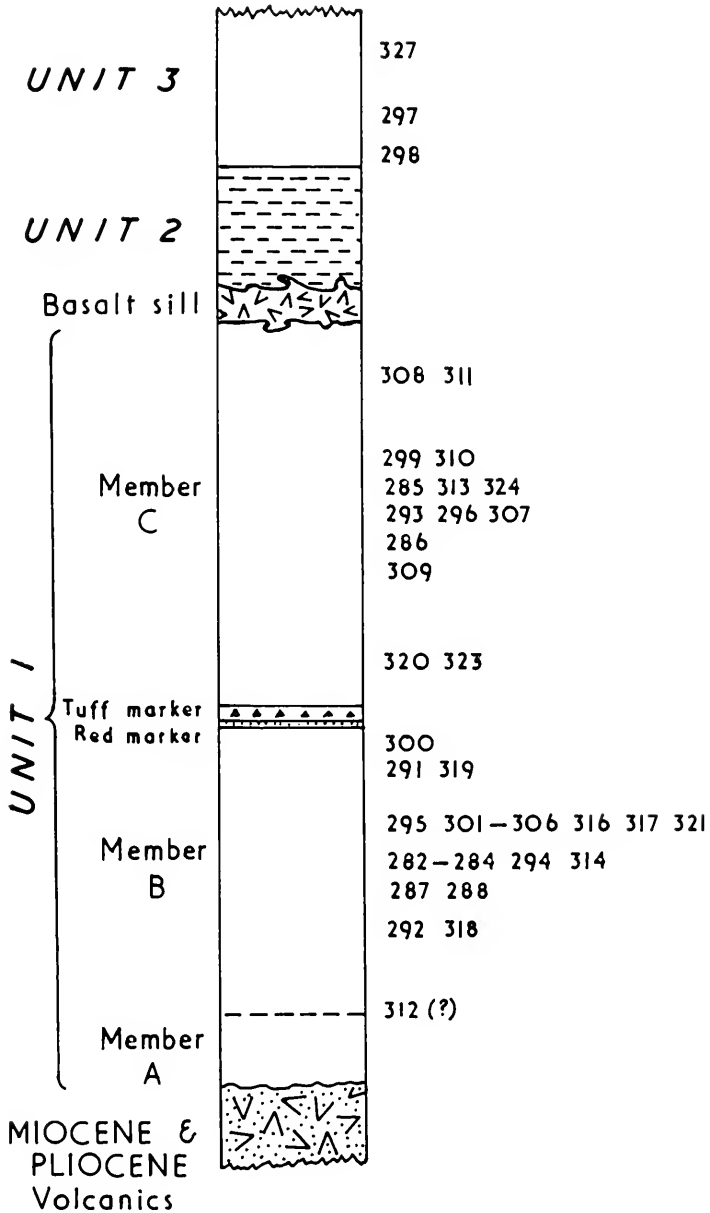 327
UNIT 3
297
298
UNIT 2
Basalt sill
308 311
299 310
Member
C
285 313 324
293 296 307
286
309
320 323
UNIT 1
Tuff marker
Red marker
300
291 319
295 301–306 316 317 321
Member
B
282–284 294 314
287 288
292 318
312 (?)
Member
A
MIOCENE &
PLIOCENE
Volcanics